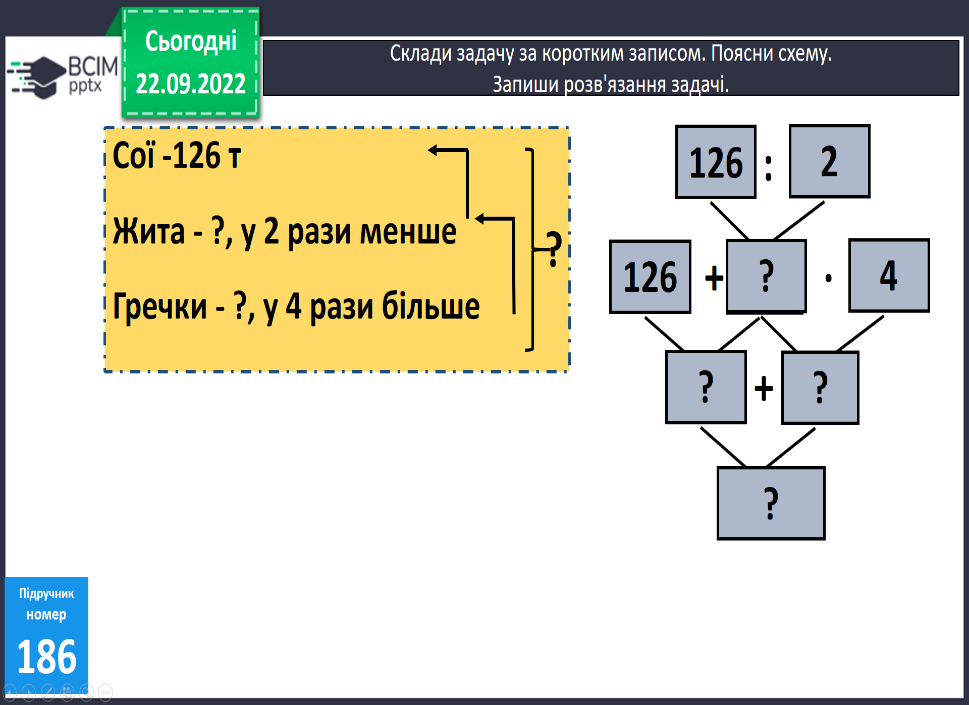 Сьогодні
22.09.2022
ВСІМ
pptx
Склади задачу за коротким записом. Поясни схему.
Запиши розв'язання задачі.
Сої -126 т
Жита - ?, у 2 рази менше
Гречки - ?, у 4 рази більше
?
126 : 2
126 + ? · 4
? + ?
?
Підручник
номер
186